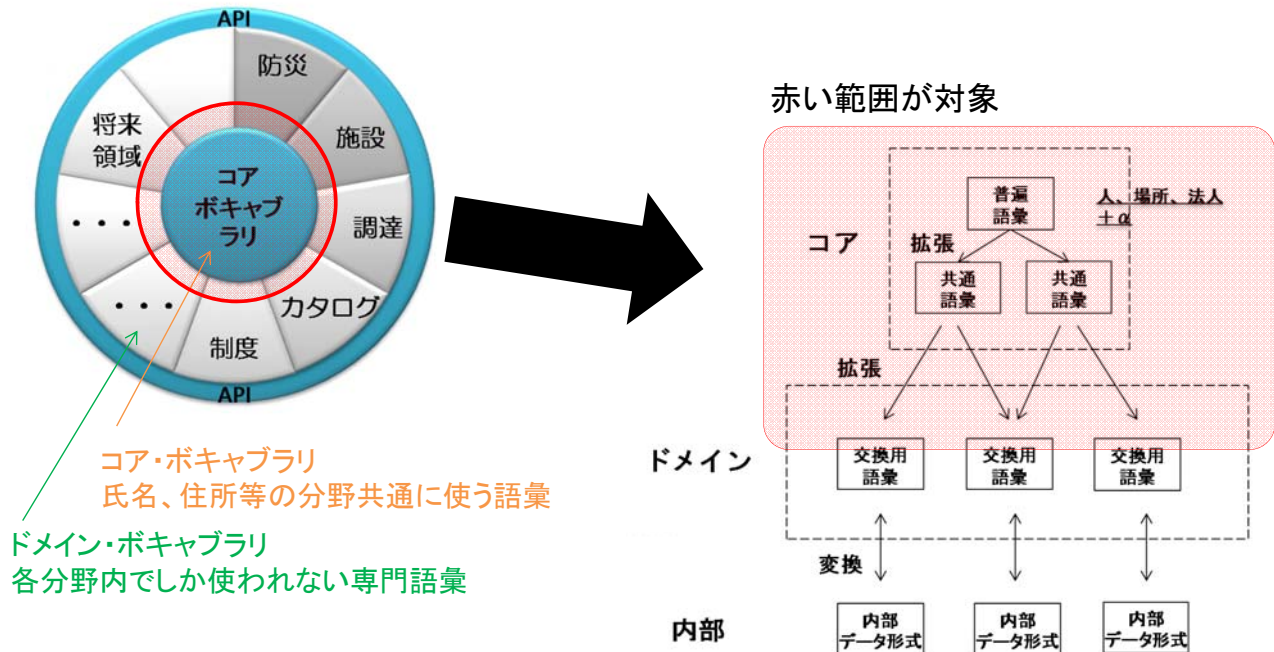 API
防災
施設
調達
カタログ
制度
・・・
・・・
将来
領域
コア
ボキャブ
ラリ
API
コア・ボキャブラリ
氏名、住所等の分野共通に使う語彙
ドメイン・ボキャブラリ
各分野内でしか使われない専門語彙
赤い範囲が対象
普遍
語彙
人、場所、法人
＋α
コア
拡張
共通
語彙
共通
語彙
拡張
ドメイン
交換用
語彙
交換用
語彙
交換用
語彙
変換
内部
内部
データ形式
内部
データ形式
内部
データ形式